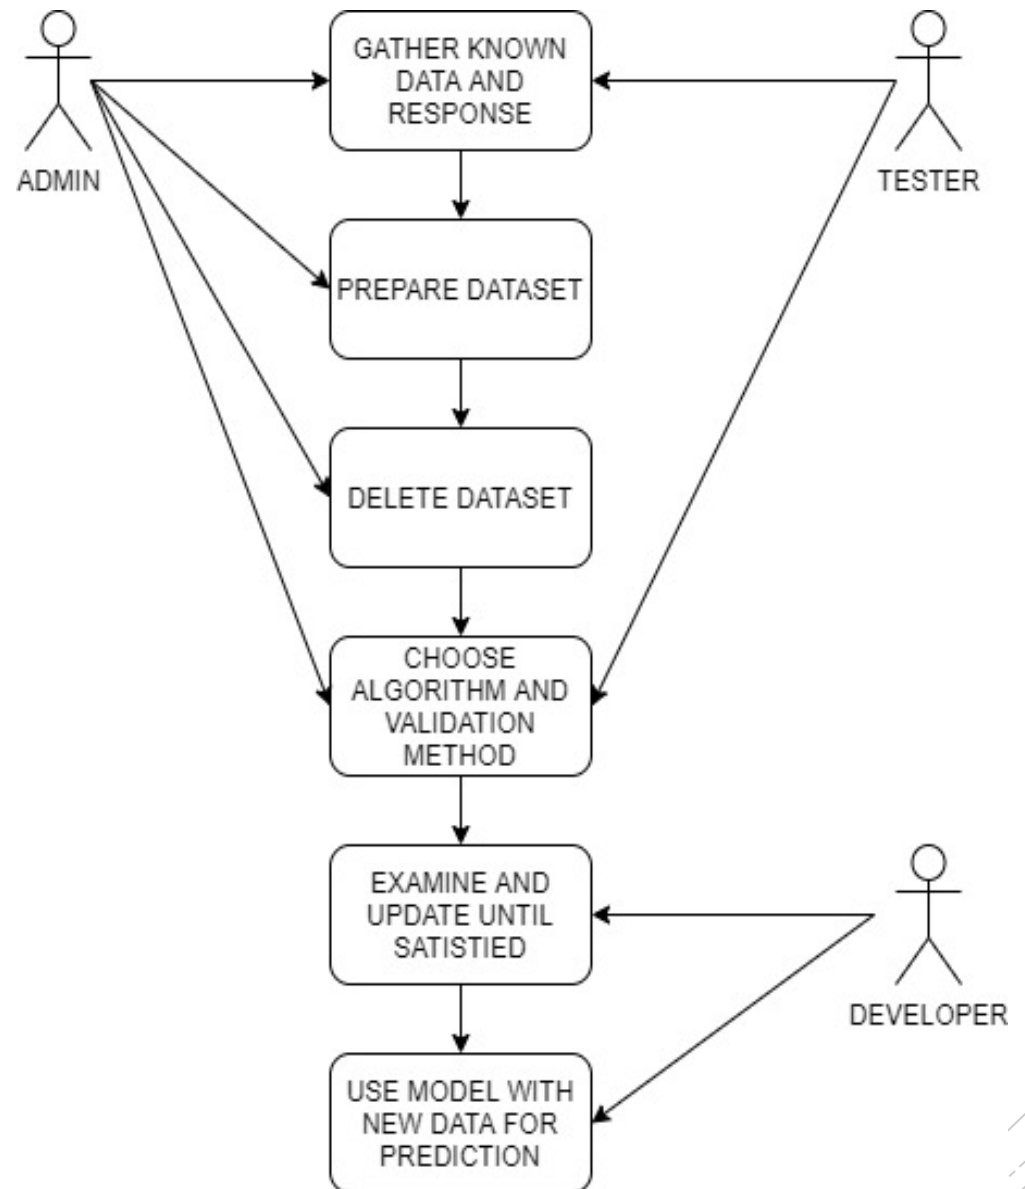 GATHER KNOWN
DATA AND
RESPONSE
ADMIN
TESTER
PREPARE DATASET
DELETE DATASET
CHOOSE
ALGORITHM AND
VALIDATION
METHOD
EXAMINE AND
UPDATE UNTIL
SATISTIED
DEVELOPER
USE MODEL WITH
NEW DATA FOR
PREDICTION